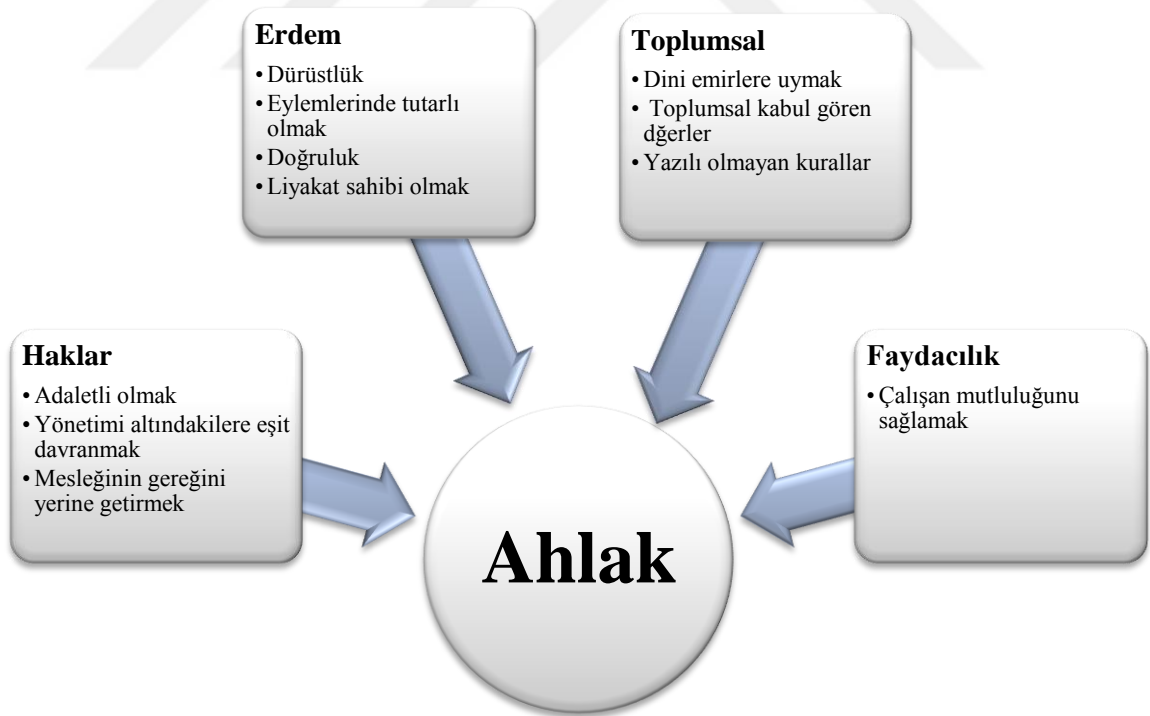 Erdem
• Dürüstlük
• Eylemlerinde tutarlı
olmak
• Doğruluk
• Liyakat sahibi olmak
Toplumsal
• Dini emirlere uymak
• Toplumsal kabul gören
dğerler
• Yazılı olmayan kurallar
Haklar
• Adaletli olmak
• Yönetimi altındakilere eşit
davranmak
• Mesleğinin gereğini
yerine getirmek
Faydacılık
• Çalışan mutluluğunu
sağlamak
Ahlak